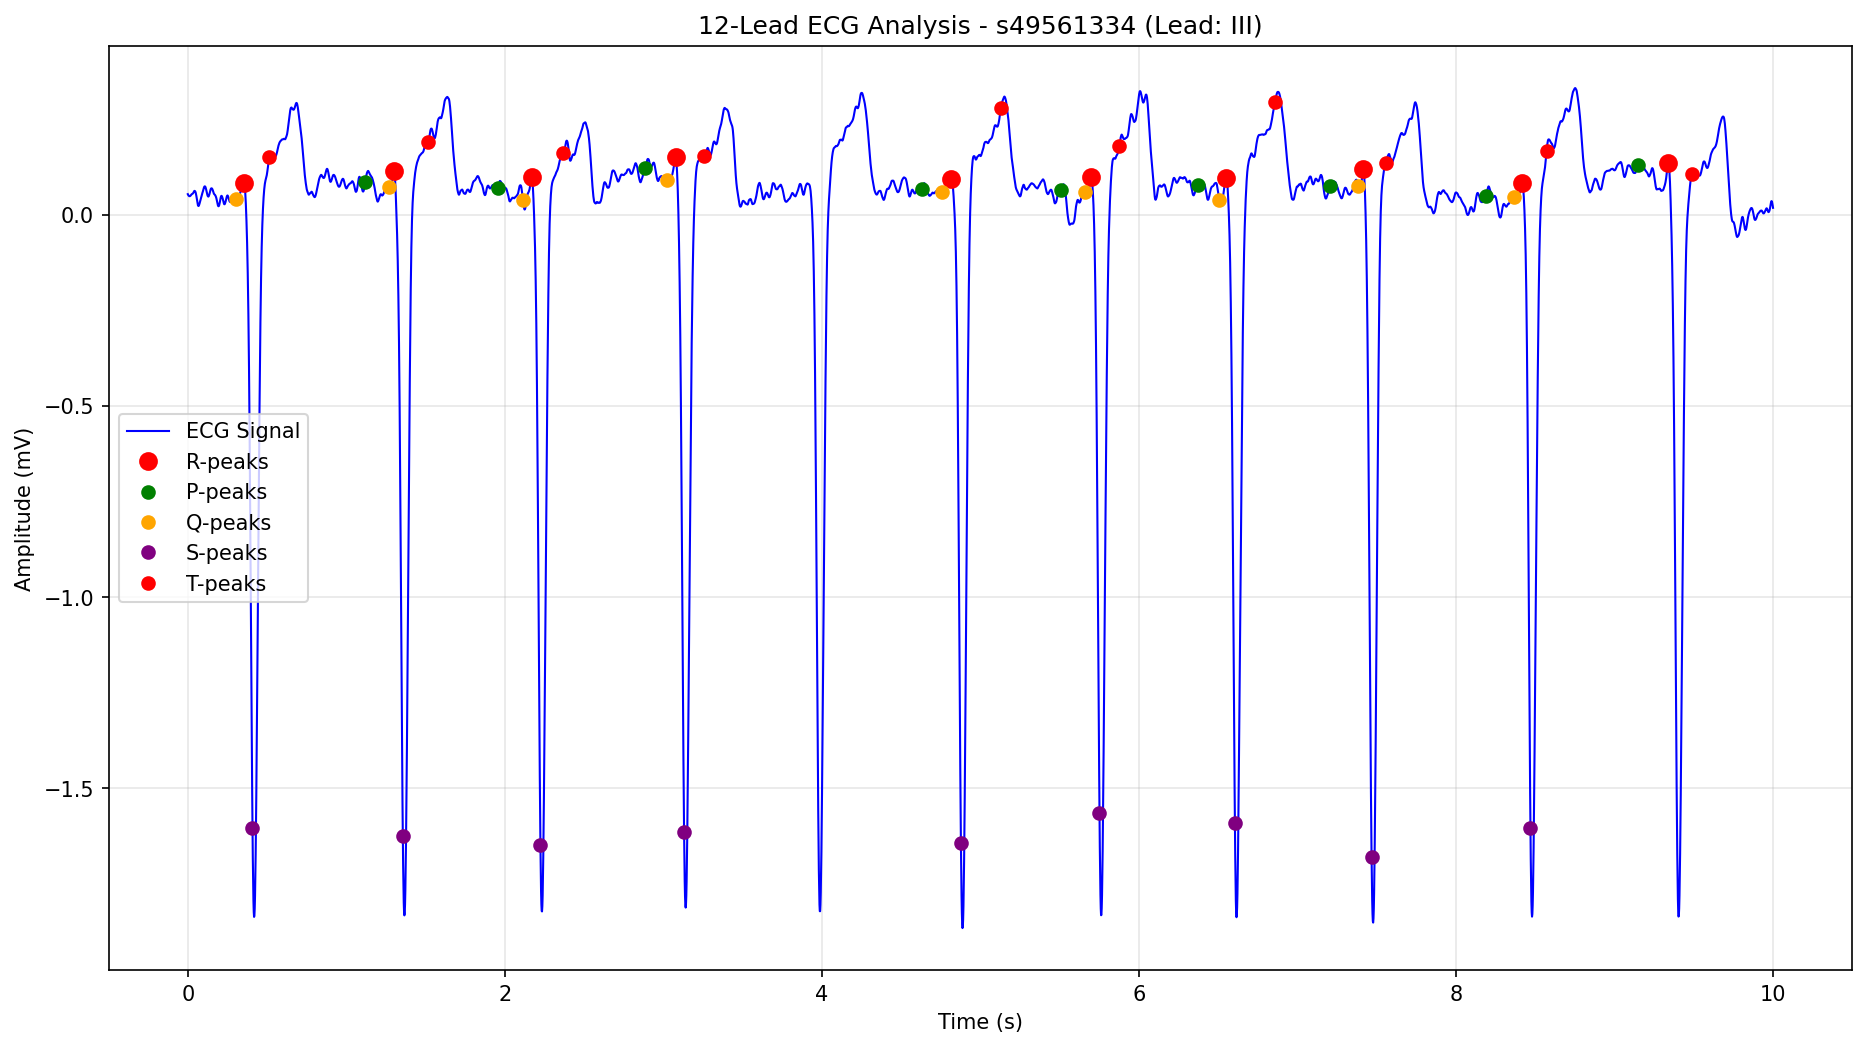 12-Lead ECG Analysis - s49561334 (Lead: III)
Amplitude (mV)
0.0
−0.5
−1.0
−1.5
ECG Signal
R-peaks
P-peaks
Q-peaks
S-peaks
T-peaks
0 2 4 6 8 10
Time (s)